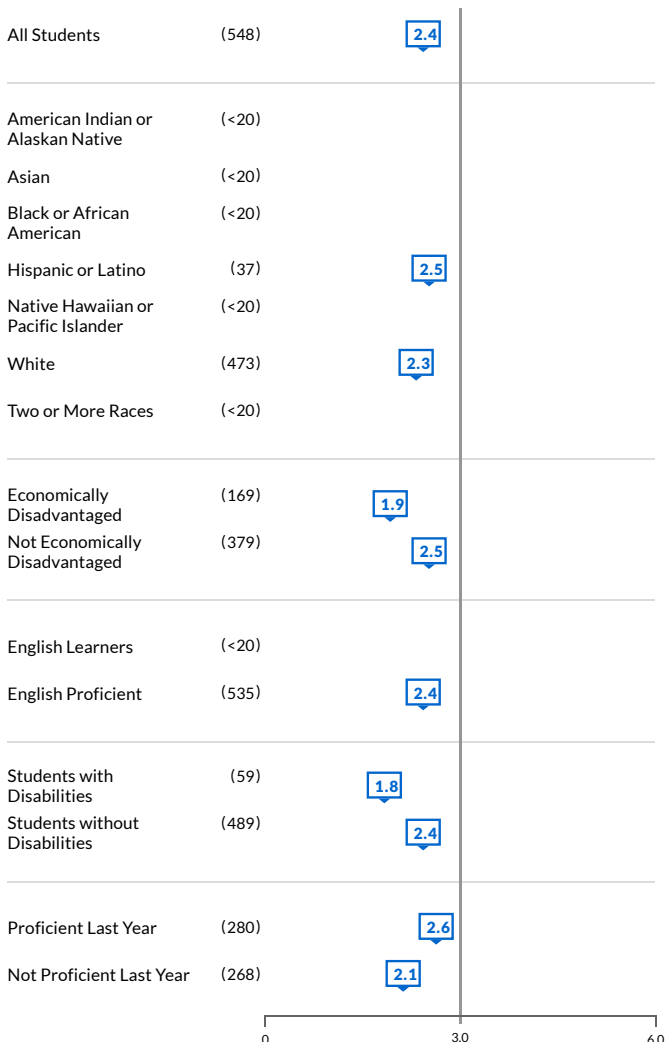 All Students (548) 2.4
American Indian or (<20)
Alaskan Native
Asian (<20)
Black or African (<20)
American
Hispanic or Latino (37) 2.5
Native Hawaiian or (<20)
Pacific Islander
White (473) 2.3
Two or More Races (<20)
Economically (169) 1.9
Disadvantaged
Not Economically (379) 2.5
Disadvantaged
English Learners (<20)
English Proficient (535) 2.4
Students with (59) 1.8
Disabilities
Students without (489) 2.4
Disabilities
Proficient Last Year (280) 2.6
Not Proficient Last Year (268) 2.1
0 3.0 6.0